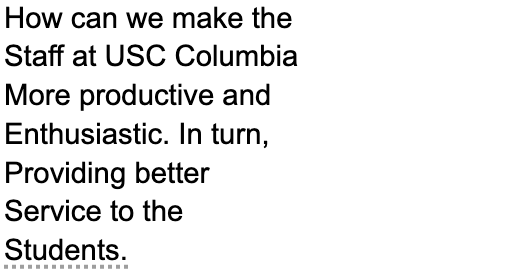 How can we make the
Staff at USC Columbia
More productive and
Enthusiastic. In turn,
Providing better
Service to the
Students.